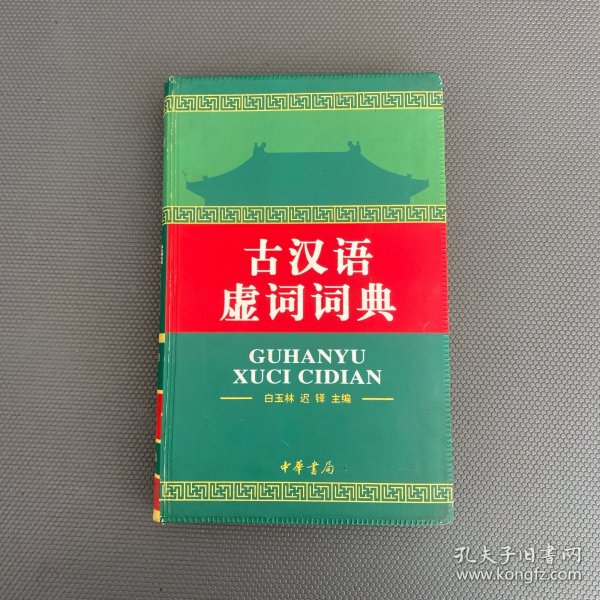 古汉语
虚词词典
GUHANYU
XUCI CIDIAN
白玉林 迟铎 主编
中華書局
孔夫子旧书网
www.kongfz.com